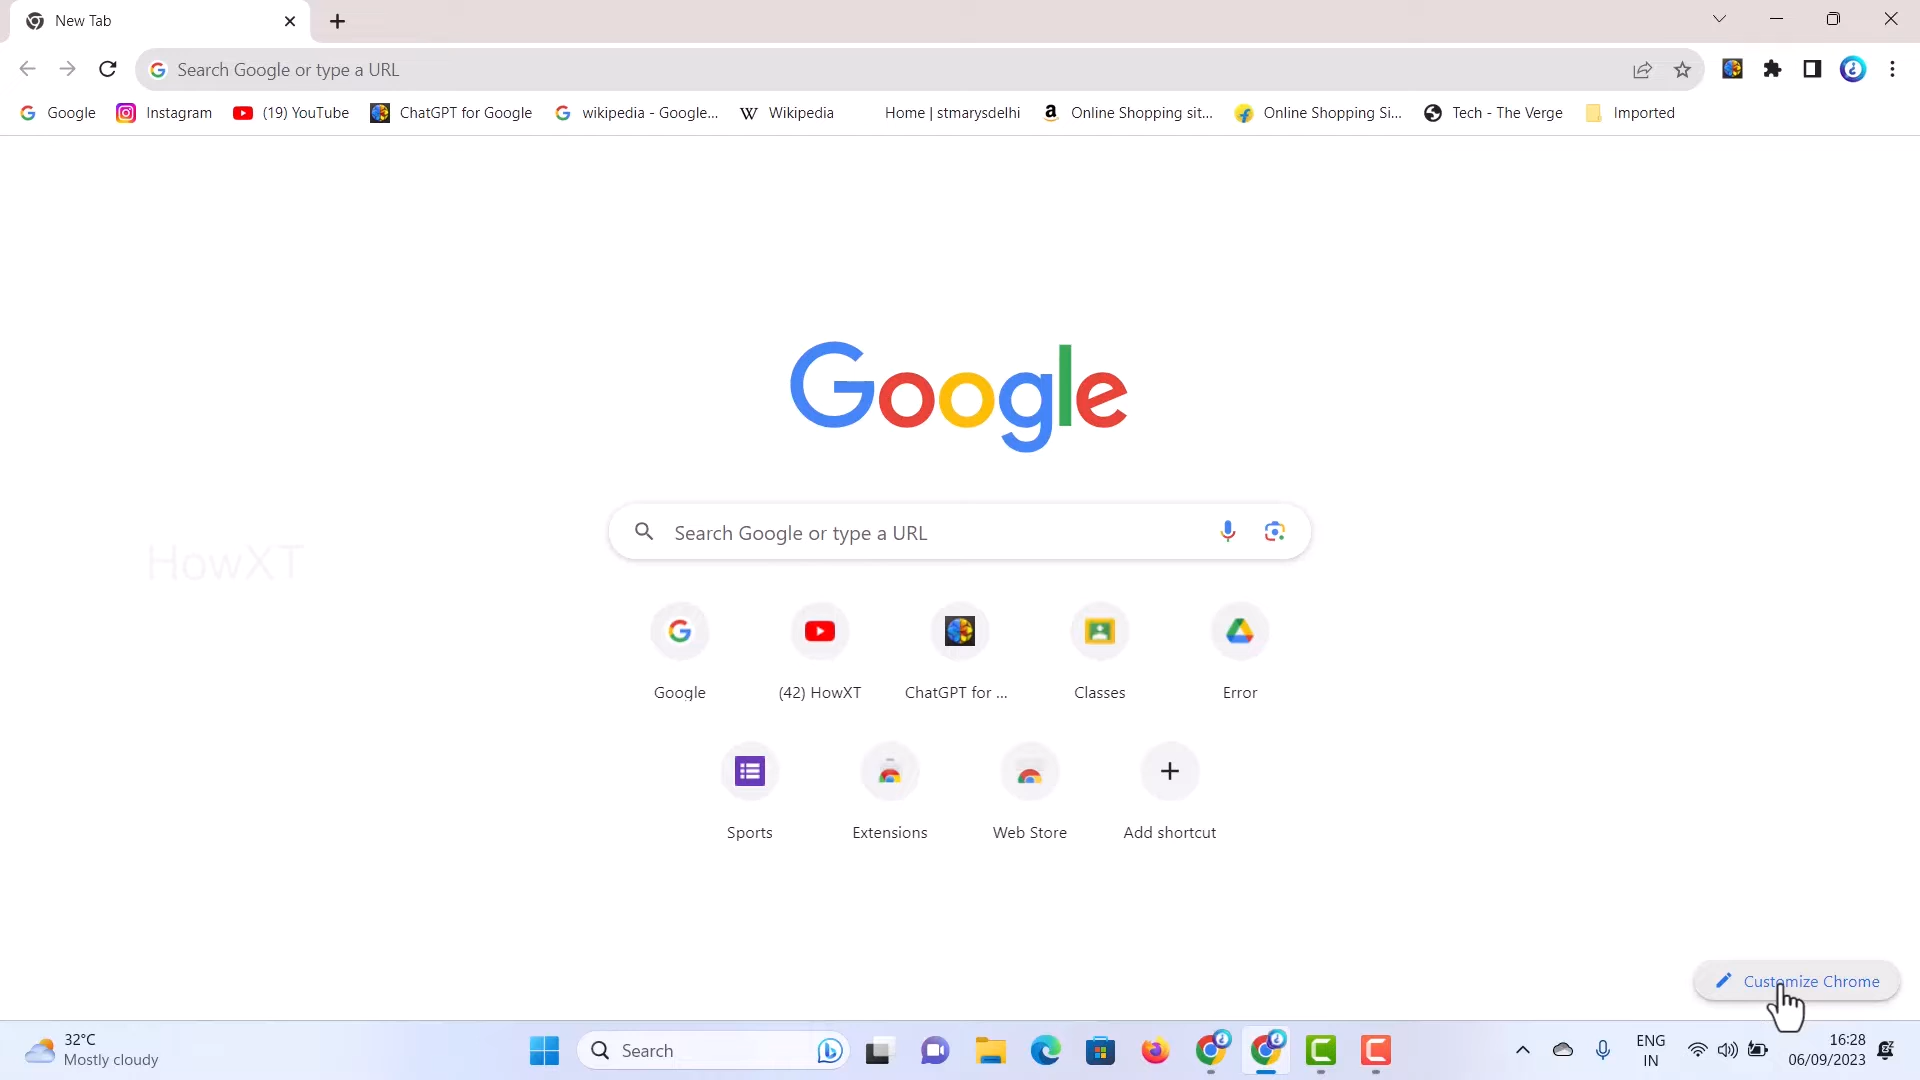 New Tab
Search Google or type a URL
Google Instagram (19) YouTube ChatGPT for Google wikipedia - Google... Wikipedia Home | stmarysdelhi Online Shopping sit... Online Shopping Si... Tech - The Verge Imported
Google
HowXT
Search Google or type a URL
Google (42) HowXT ChatGPT for ... Classes Error
Sports Extensions Web Store Add shortcut
Customize Chrome
32°C
Mostly cloudy
Search
ENG
IN
16:28
06/09/2023